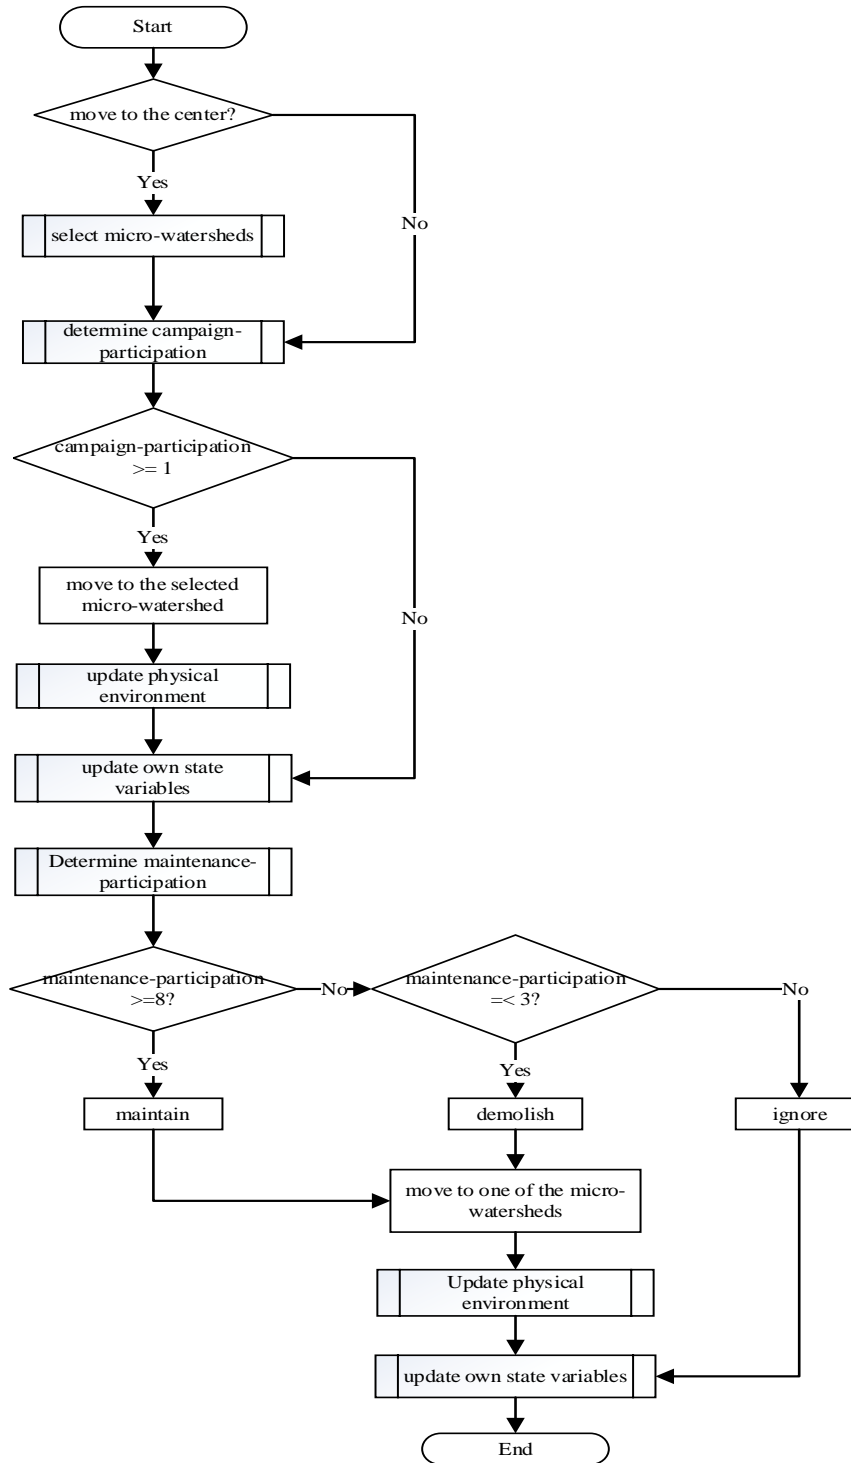 Start
move to the center?
Yes
No
select micro-watersheds
determine campaign-
participation
campaign-participation
>= 1
Yes
No
move to the selected
micro-watershed
update physical
environment
update own state
variables
Determine maintenance-
participation
maintenance-participation
>=8?
No
maintenance-participation
=< 3?
No
Yes
Yes
maintain
demolish
ignore
move to one of the micro-
watersheds
Update physical
environment
update own state variables
End